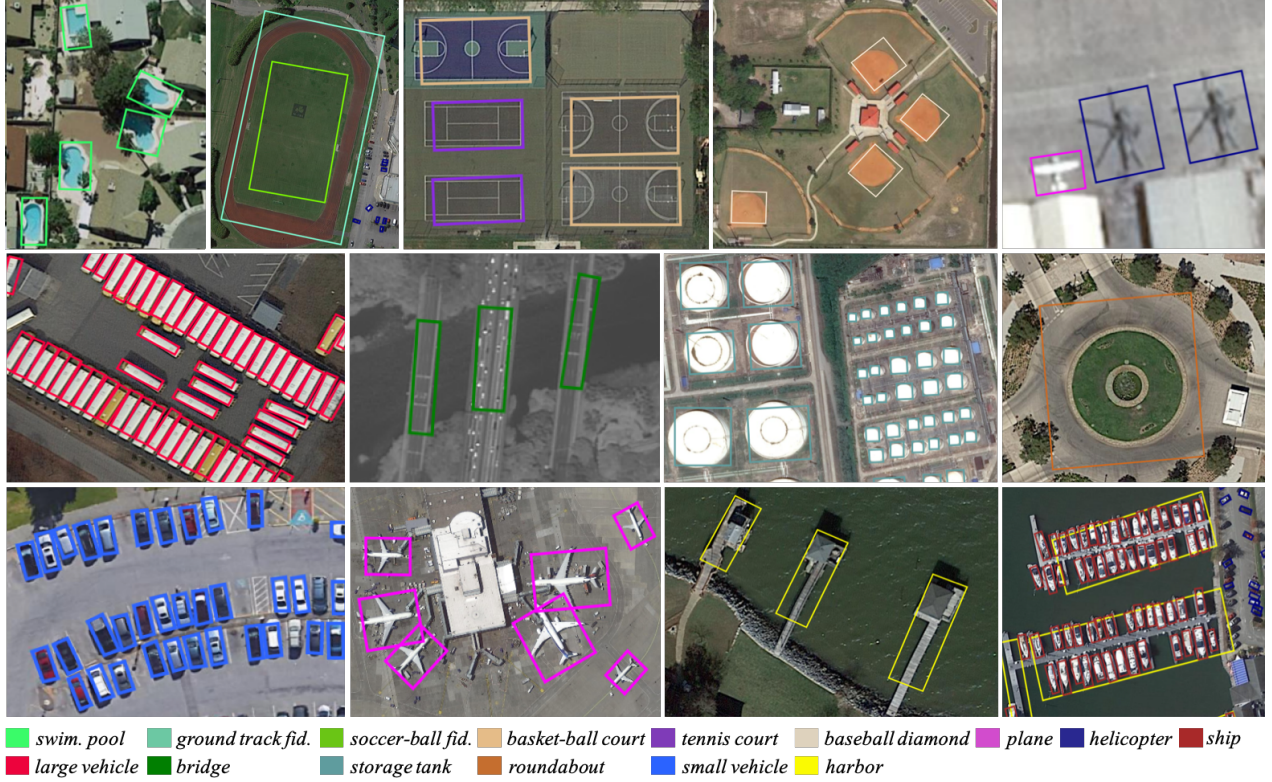 swim. pool ground track fid. soccer-ball fid. basket-ball court tennis court baseball diamond plane helicopter ship
large vehicle bridge storage tank roundabout small vehicle harbor